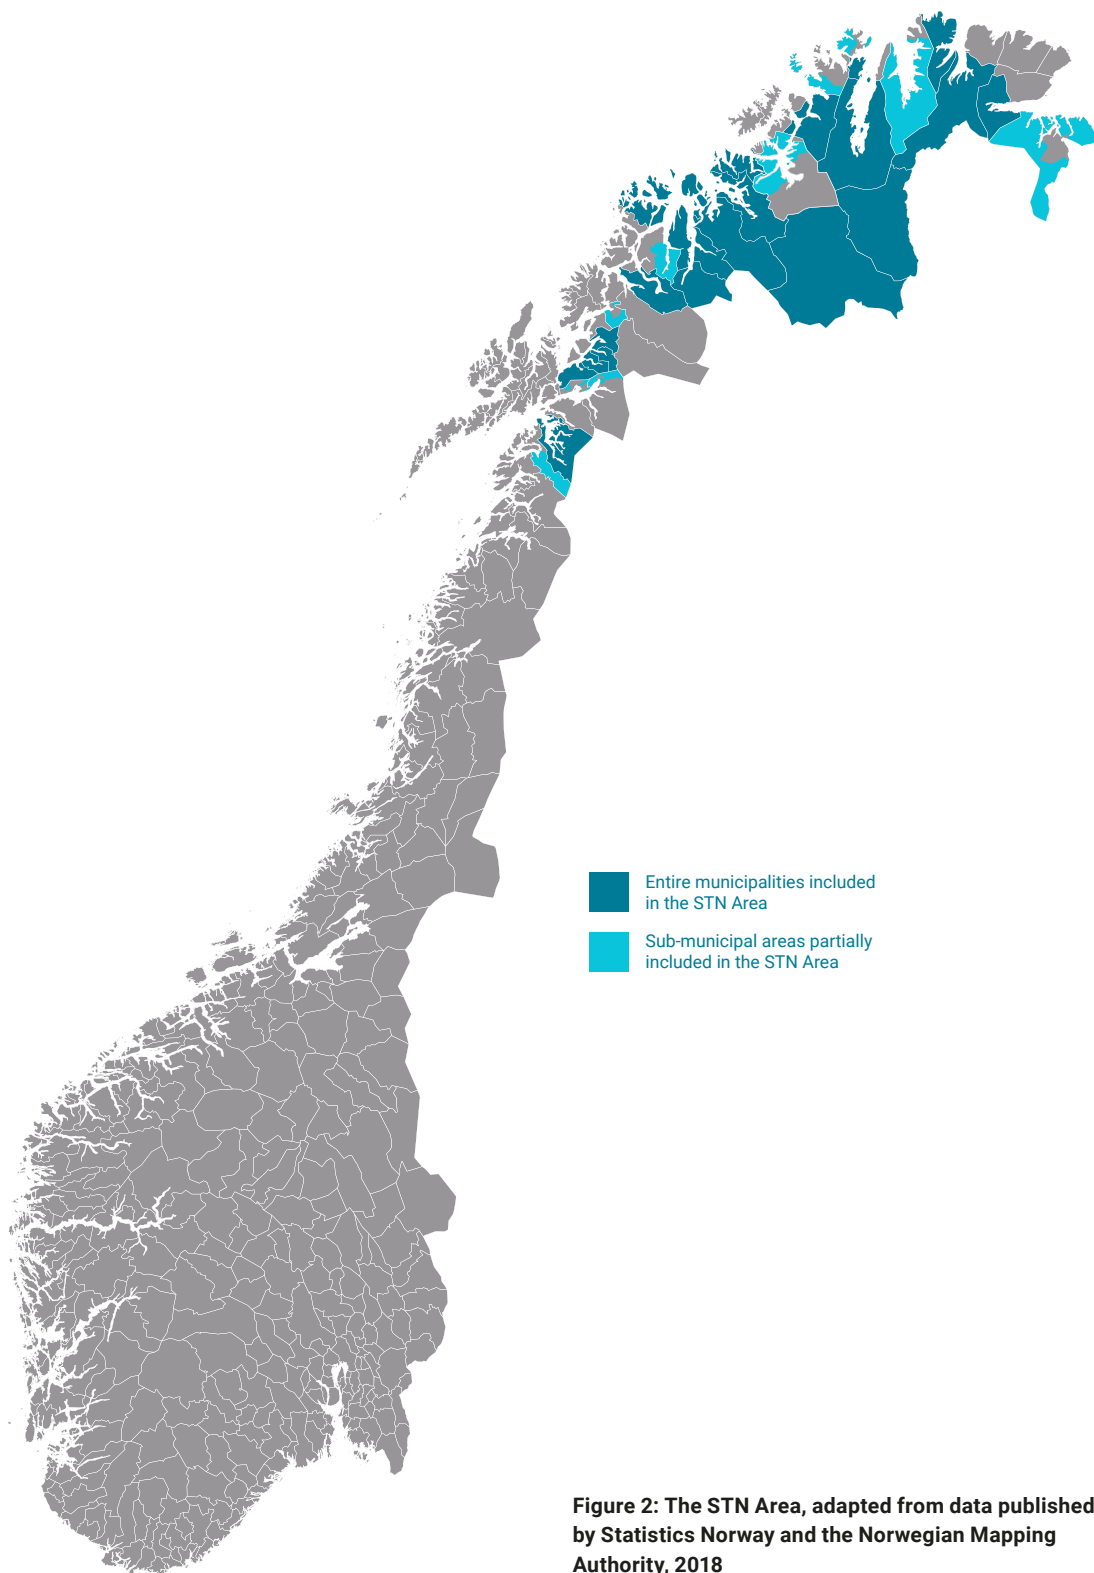 Entire municipalities included
in the STN Area
Sub-municipal areas partially
included in the STN Area
Figure 2: The STN Area, adapted from data published
by Statistics Norway and the Norwegian Mapping
Authority, 2018